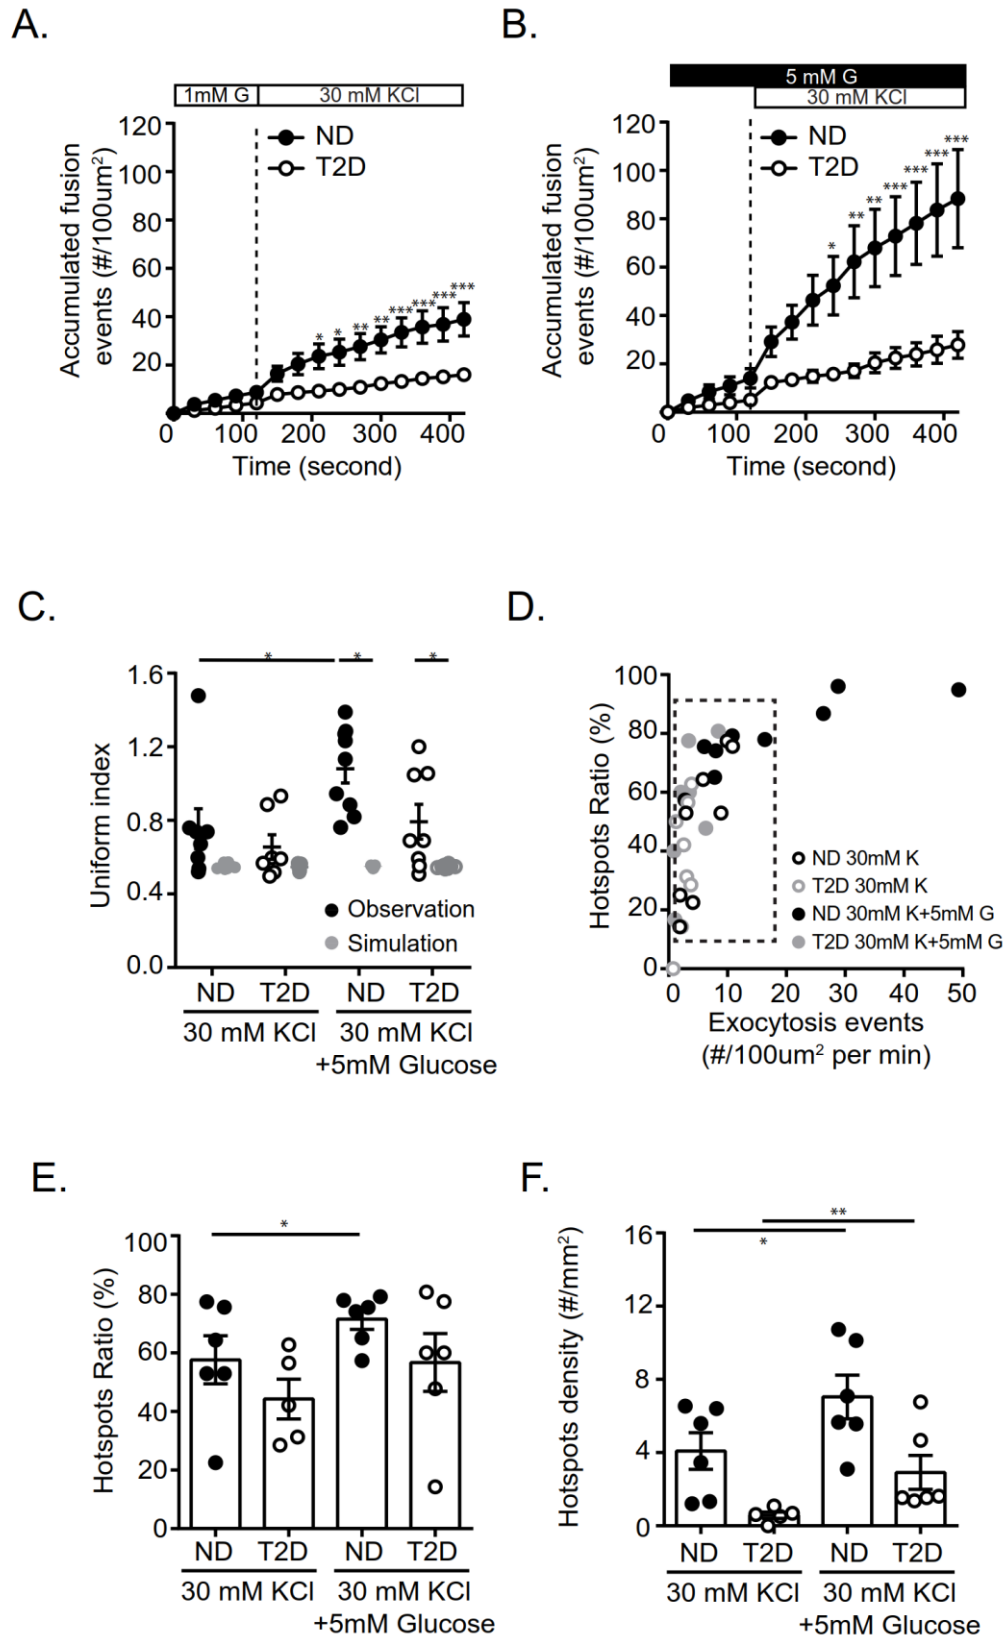 A.
1mM G 30 mM KCl
ND
T2D
Accumulated fusion
events (#/100um²)
120
100
80
60
40
20
* * ** ** *** *** *** ***
0 100 200 300 400
Time (second)
B.
5 mM G
30 mM KCl
ND
T2D
Accumulated fusion
events (#/100um²)
120
100
80
60
40
20
* ** ** *** *** *** ***
0 100 200 300 400
Time (second)
C.
* * *
Uniform index
1.6
1.2
0.8
0.4
0.0
Observation
Simulation
ND T2D ND T2D
30 mM KCl 30 mM KCl
+5mM Glucose
D.
Hotspots Ratio (%)
100
80
60
40
20
0
ND 30mM K
T2D 30mM K
ND 30mM K+5mM G
T2D 30mM K+5mM G
0 10 20 30 40 50
Exocytosis events
(#/100um² per min)
E.
*
Hotspots Ratio (%)
100
80
60
40
20
0
ND T2D ND T2D
30 mM KCl 30 mM KCl
+5mM Glucose
F.
**
*
Hotspots density (#/mm²)
16
12
8
4
0
ND T2D ND T2D
30 mM KCl 30 mM KCl
+5mM Glucose